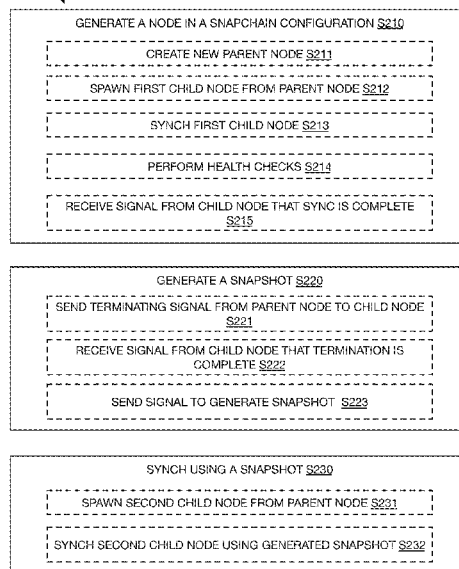 GENERATE A NODE IN A SNAPCHAIN CONFIGURATION S210
CREATE NEW PARENT NODE S211
SPAWN FIRST CHILD NODE FROM PARENT NODE S212
SYNCH FIRST CHILD NODE S213
PERFORM HEALTH CHECKS S214
RECEIVE SIGNAL FROM CHILD NODE THAT SYNC IS COMPLETE
S215
GENERATE A SNAPSHOT S220
SEND TERMINATING SIGNAL FROM PARENT NODE TO CHILD NODE
S221
RECEIVE SIGNAL FROM CHILD NODE THAT TERMINATION IS
COMPLETE S222
SEND SIGNAL TO GENERATE SNAPSHOT S223
SYNCH USING A SNAPSHOT S230
SPAWN SECOND CHILD NODE FROM PARENT NODE S231
SYNCH SECOND CHILD NODE USING GENERATED SNAPSHOT S232